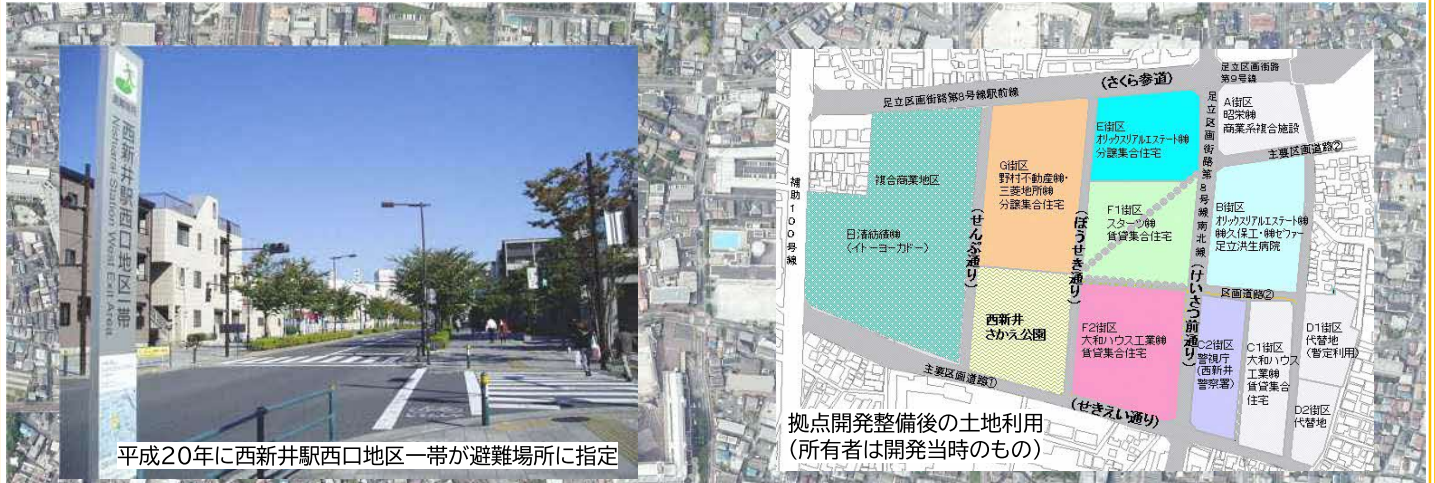 西新井駅西口地区一帯
Nishiarai Station West Exit Area
平成20年に西新井駅西口地区一帯が避難場所に指定
足立区画街路第8号線駅前線
(さくら参道)
足立区画街路
第9号線
A街区
昭栄㈱
商業系複合施設
主要区画道路②
E街区
オリックスリアルエステート㈱
分譲集合住宅
足立区画街路第8号線南北線
(けいさつ前通り)
G街区
野村不動産㈱・
三菱地所㈱
分譲集合住宅
複合商業地区
日清紡績㈱
(イトーヨーカドー)
補助100号線
(せんぷ通り)
(ぼうせき通り)
F1街区
スターツ㈱
賃貸集合住宅
B街区
オリックスリアルエステート㈱
㈱久保工・㈱ゼファー
足立洪生病院
区画道路②
西新井
さかえ公園
F2街区
大和ハウス工業㈱
賃貸集合住宅
C2街区
警視庁
(西新井
警察署)
C1街区
大和ハウス
工業㈱
賃貸集合
住宅
D1街区
代替地
(暫定利用)
D2街区
代替地
主要区画道路①
(せきえい通り)
拠点開発整備後の土地利用
(所有者は開発当時のもの)